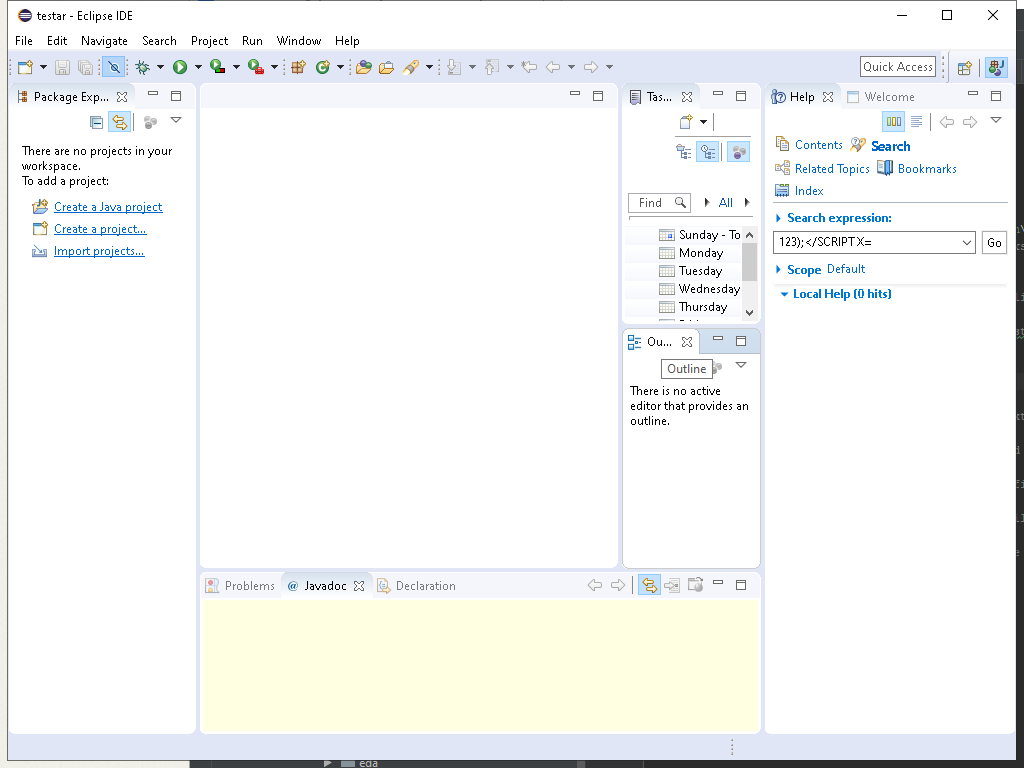 testar - Eclipse IDE
File Edit Navigate Search Project Run Window Help
Quick Access
Package Exp...
There are no projects in your
workspace.
To add a project:
Create a Java project
Create a project...
Import projects...
Tas...
Find
All
Sunday - To
Monday
Tuesday
Wednesday
Thursday
Ou...
Outline
There is no active
editor that provides an
outline.
Help
Welcome
Contents
Search
Related Topics
Bookmarks
Index
Search expression:
123);</SCRIPT X=
Go
Scope Default
Local Help (0 hits)
Problems
@ Javadoc
Declaration
eda